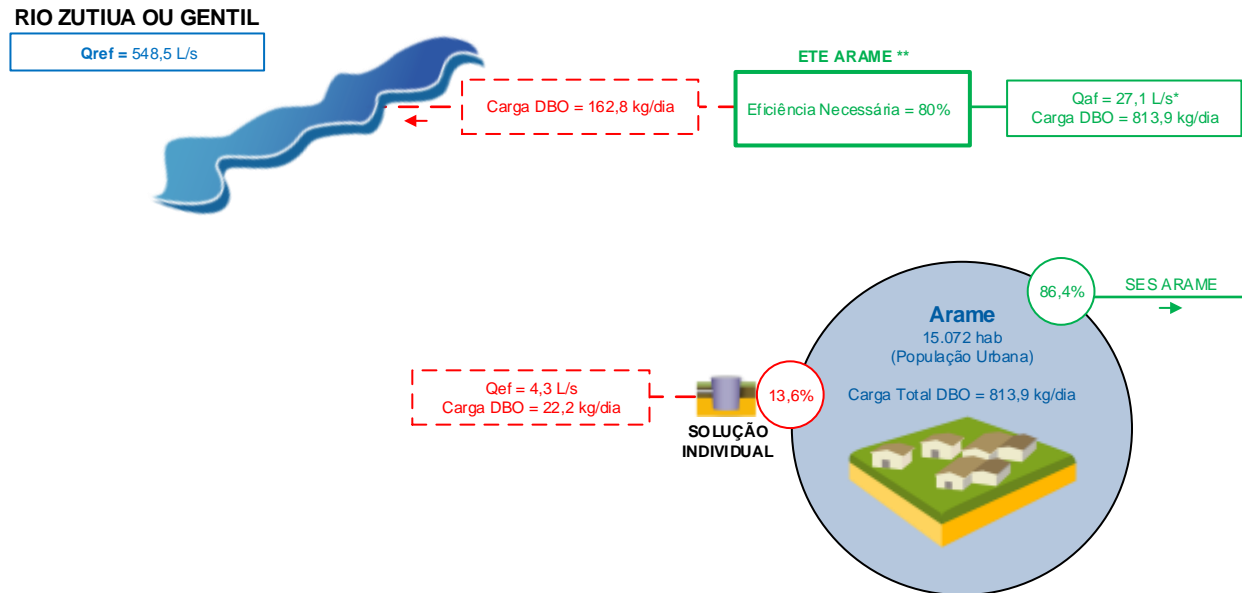 RIO ZUTIUA OU GENTIL
Qref = 548,5 L/s
Carga DBO = 162,8 kg/dia
ETE ARAME **
Eficiência Necessária = 80%
Qaf = 27,1 L/s*
Carga DBO = 813,9 kg/dia
86,4%
SES ARAME
Arame
15.072 hab
(População Urbana)
Carga Total DBO = 813,9 kg/dia
Qef = 4,3 L/s
Carga DBO = 22,2 kg/dia
13,6%
SOLUÇÃO
INDIVIDUAL